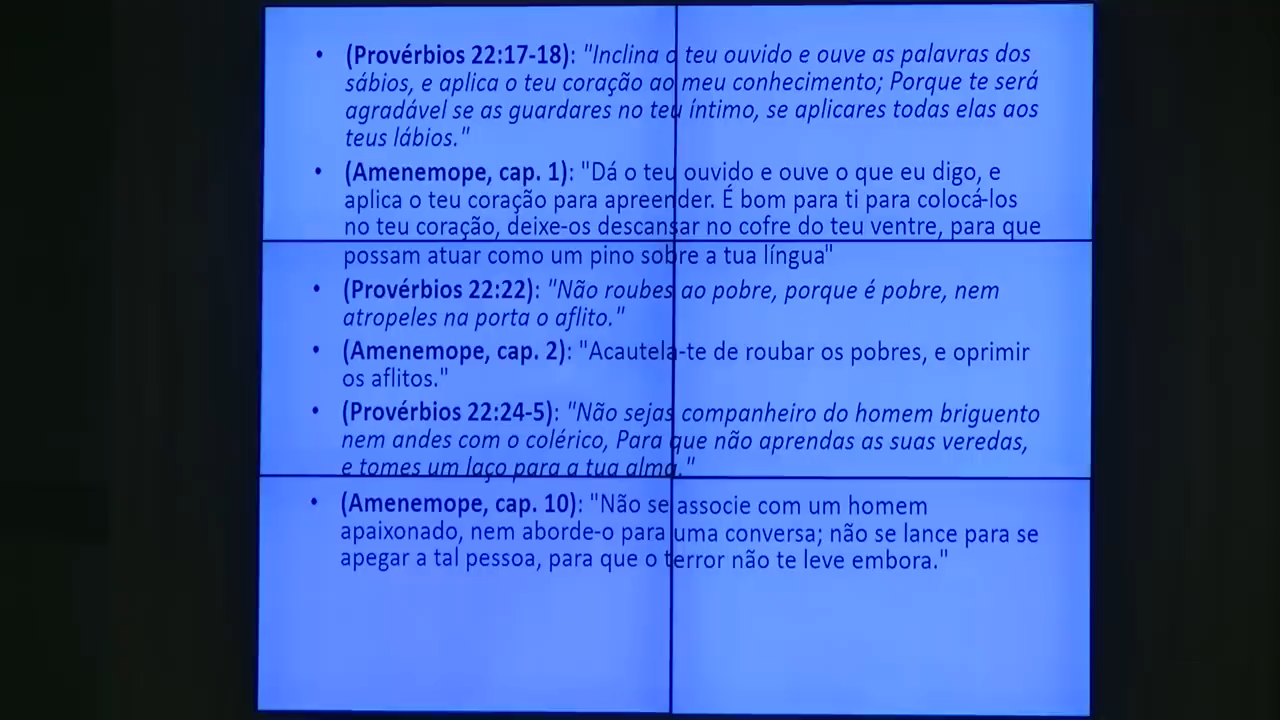 • (Provérbios 22:17-18): "Inclina o teu ouvido e ouve as palavras dos
sábios, e aplica o teu coração ao meu conhecimento; Porque te será
agradável se as guardares no teu íntimo, se aplicares todas elas aos
teus lábios."
• (Amenemope, cap. 1): "Dá o teu ouvido e ouve o que eu digo, e
aplica o teu coração para apreender. É bom para ti para colocá-los
no teu coração, deixe-os descansar no cofre do teu ventre, para que
possam atuar como um pino sobre a tua língua"
• (Provérbios 22:22): "Não roubes ao pobre, porque é pobre, nem
atropeles na porta o aflito."
• (Amenemope, cap. 2): "Acautela-te de roubar os pobres, e oprimir
os aflitos."
• (Provérbios 22:24-5): "Não sejas companheiro do homem briguento
nem andes com o colérico, Para que não aprendas as suas veredas,
e tomes um laço para a tua alma."
• (Amenemope, cap. 10): "Não se associe com um homem
apaixonado, nem aborde-o para uma conversa; não se lance para se
apegar a tal pessoa, para que o terror não te leve embora."